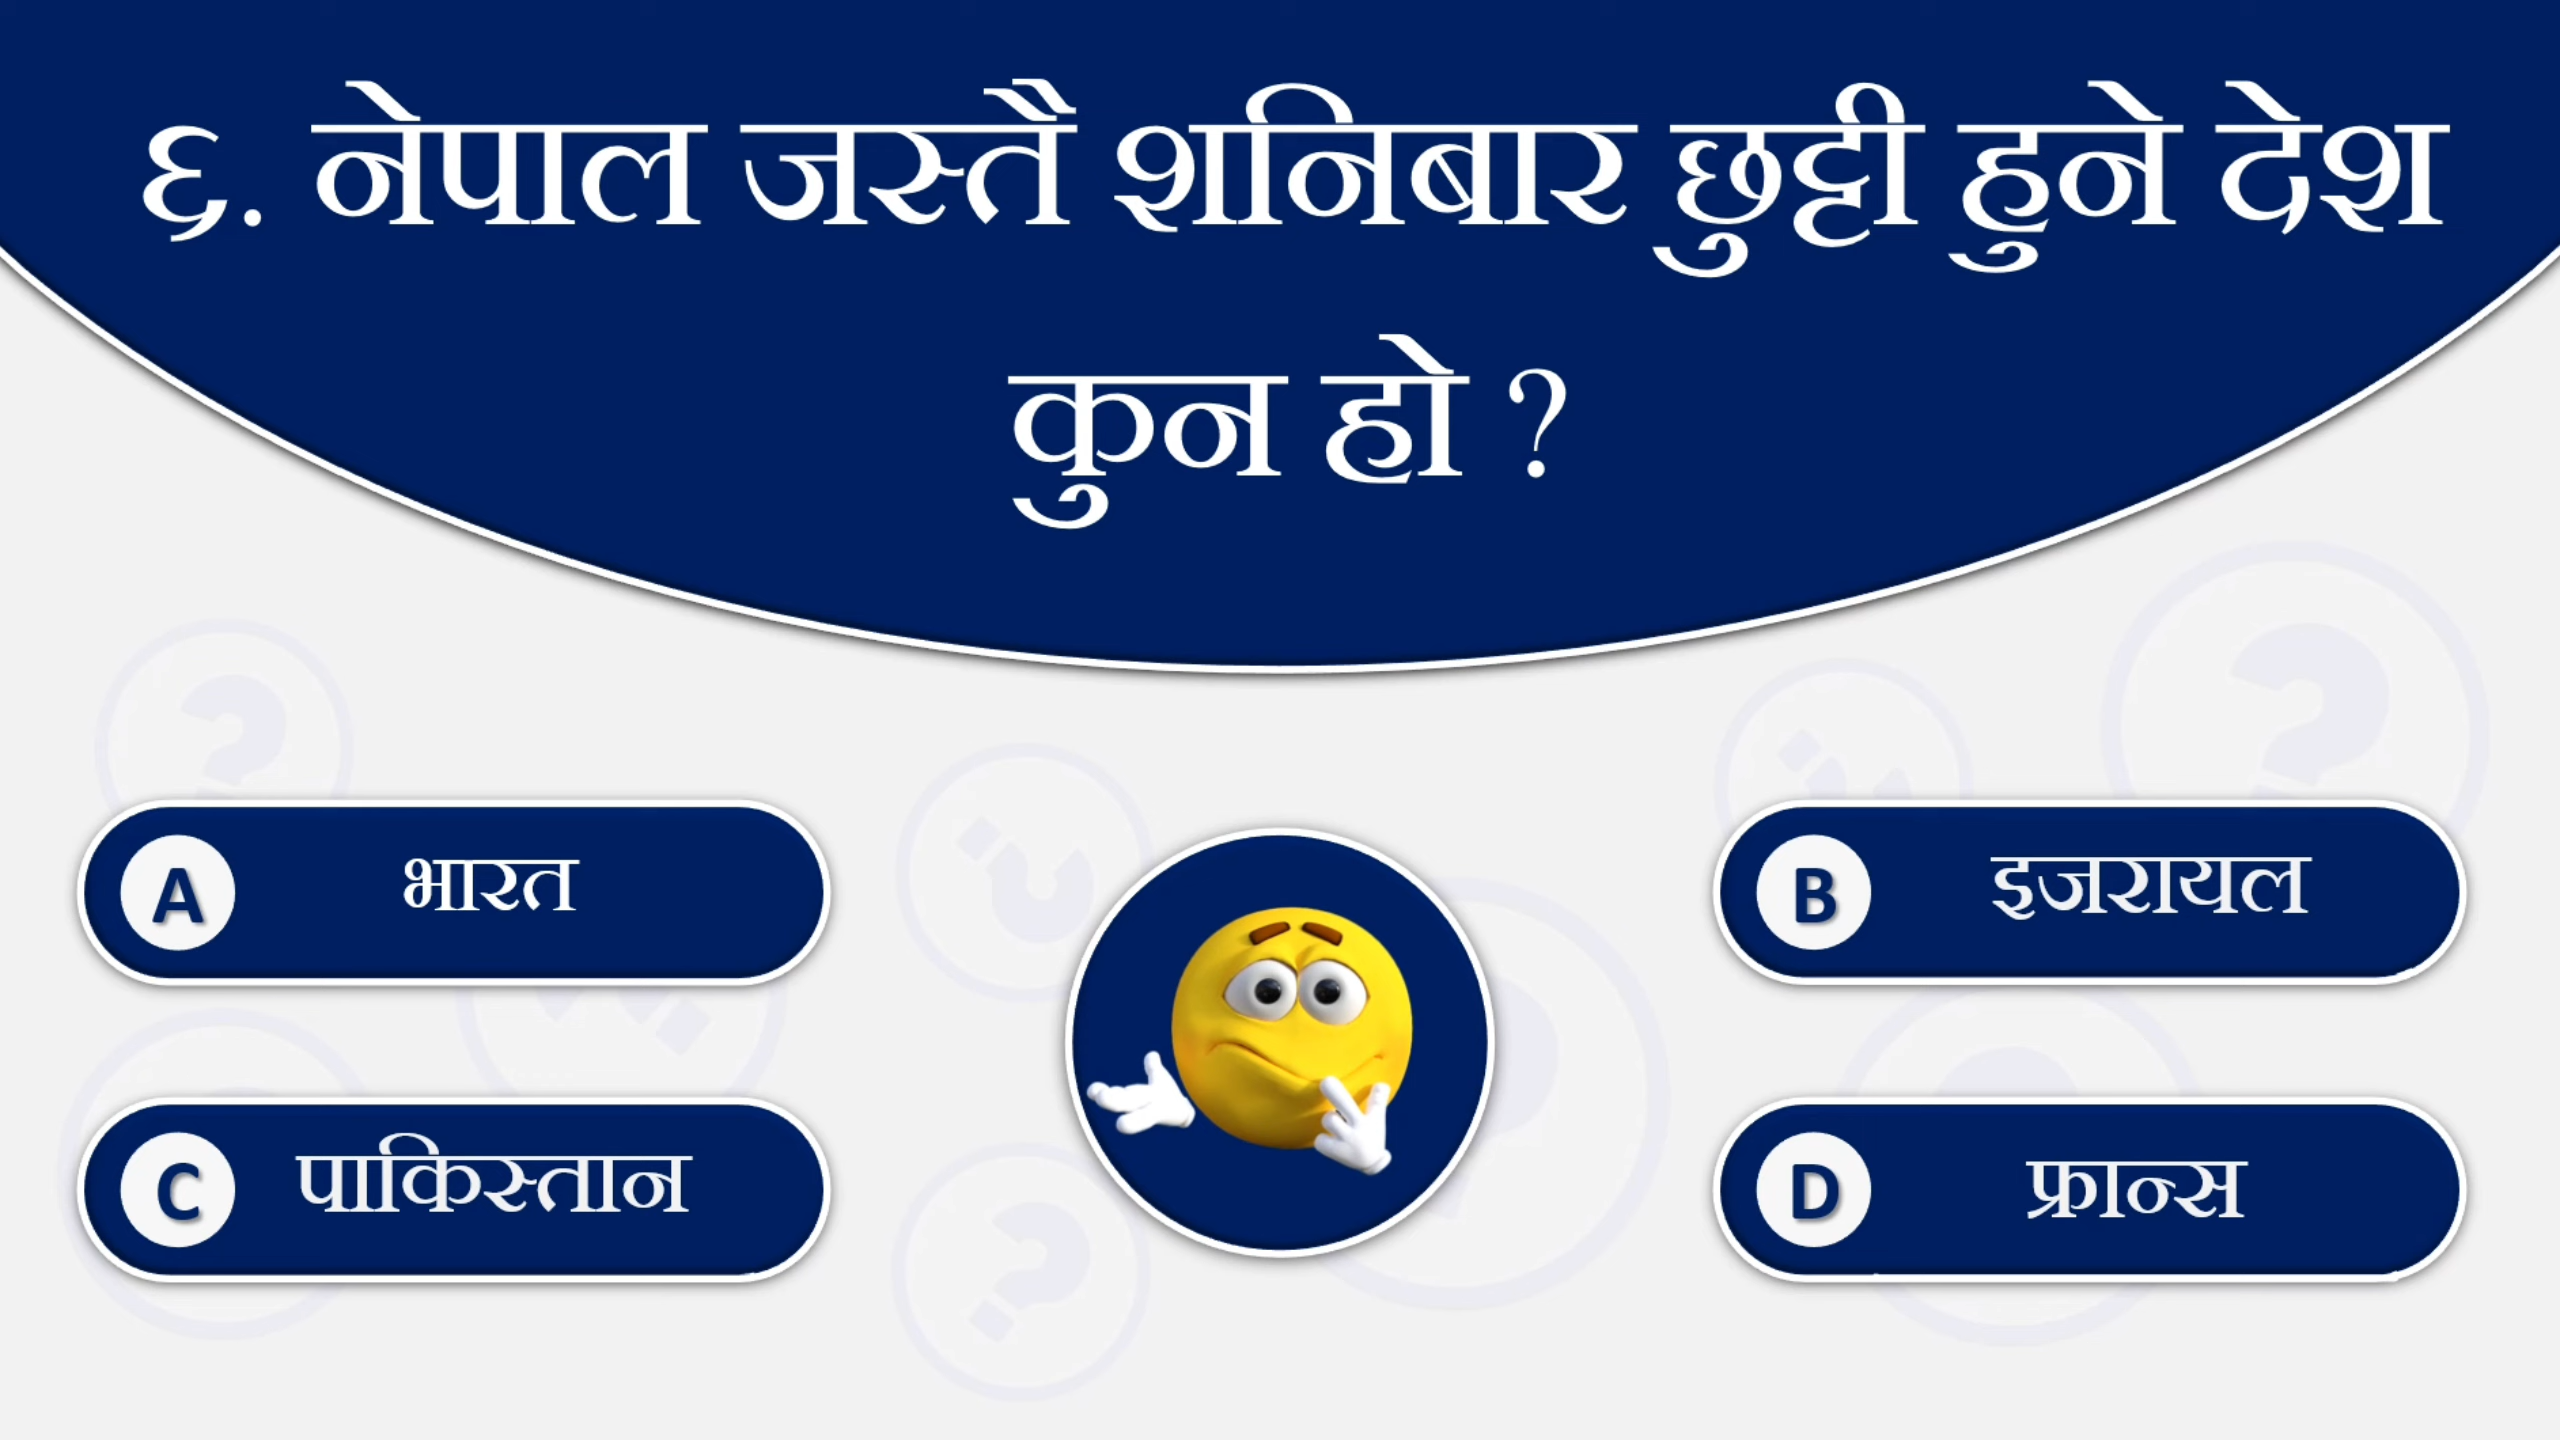 ६. नेपाल जस्तै शनिबार छुट्टी हुने देश
कुन हो ?
A भारत
B इजरायल
C पाकिस्तान
D फ्रान्स